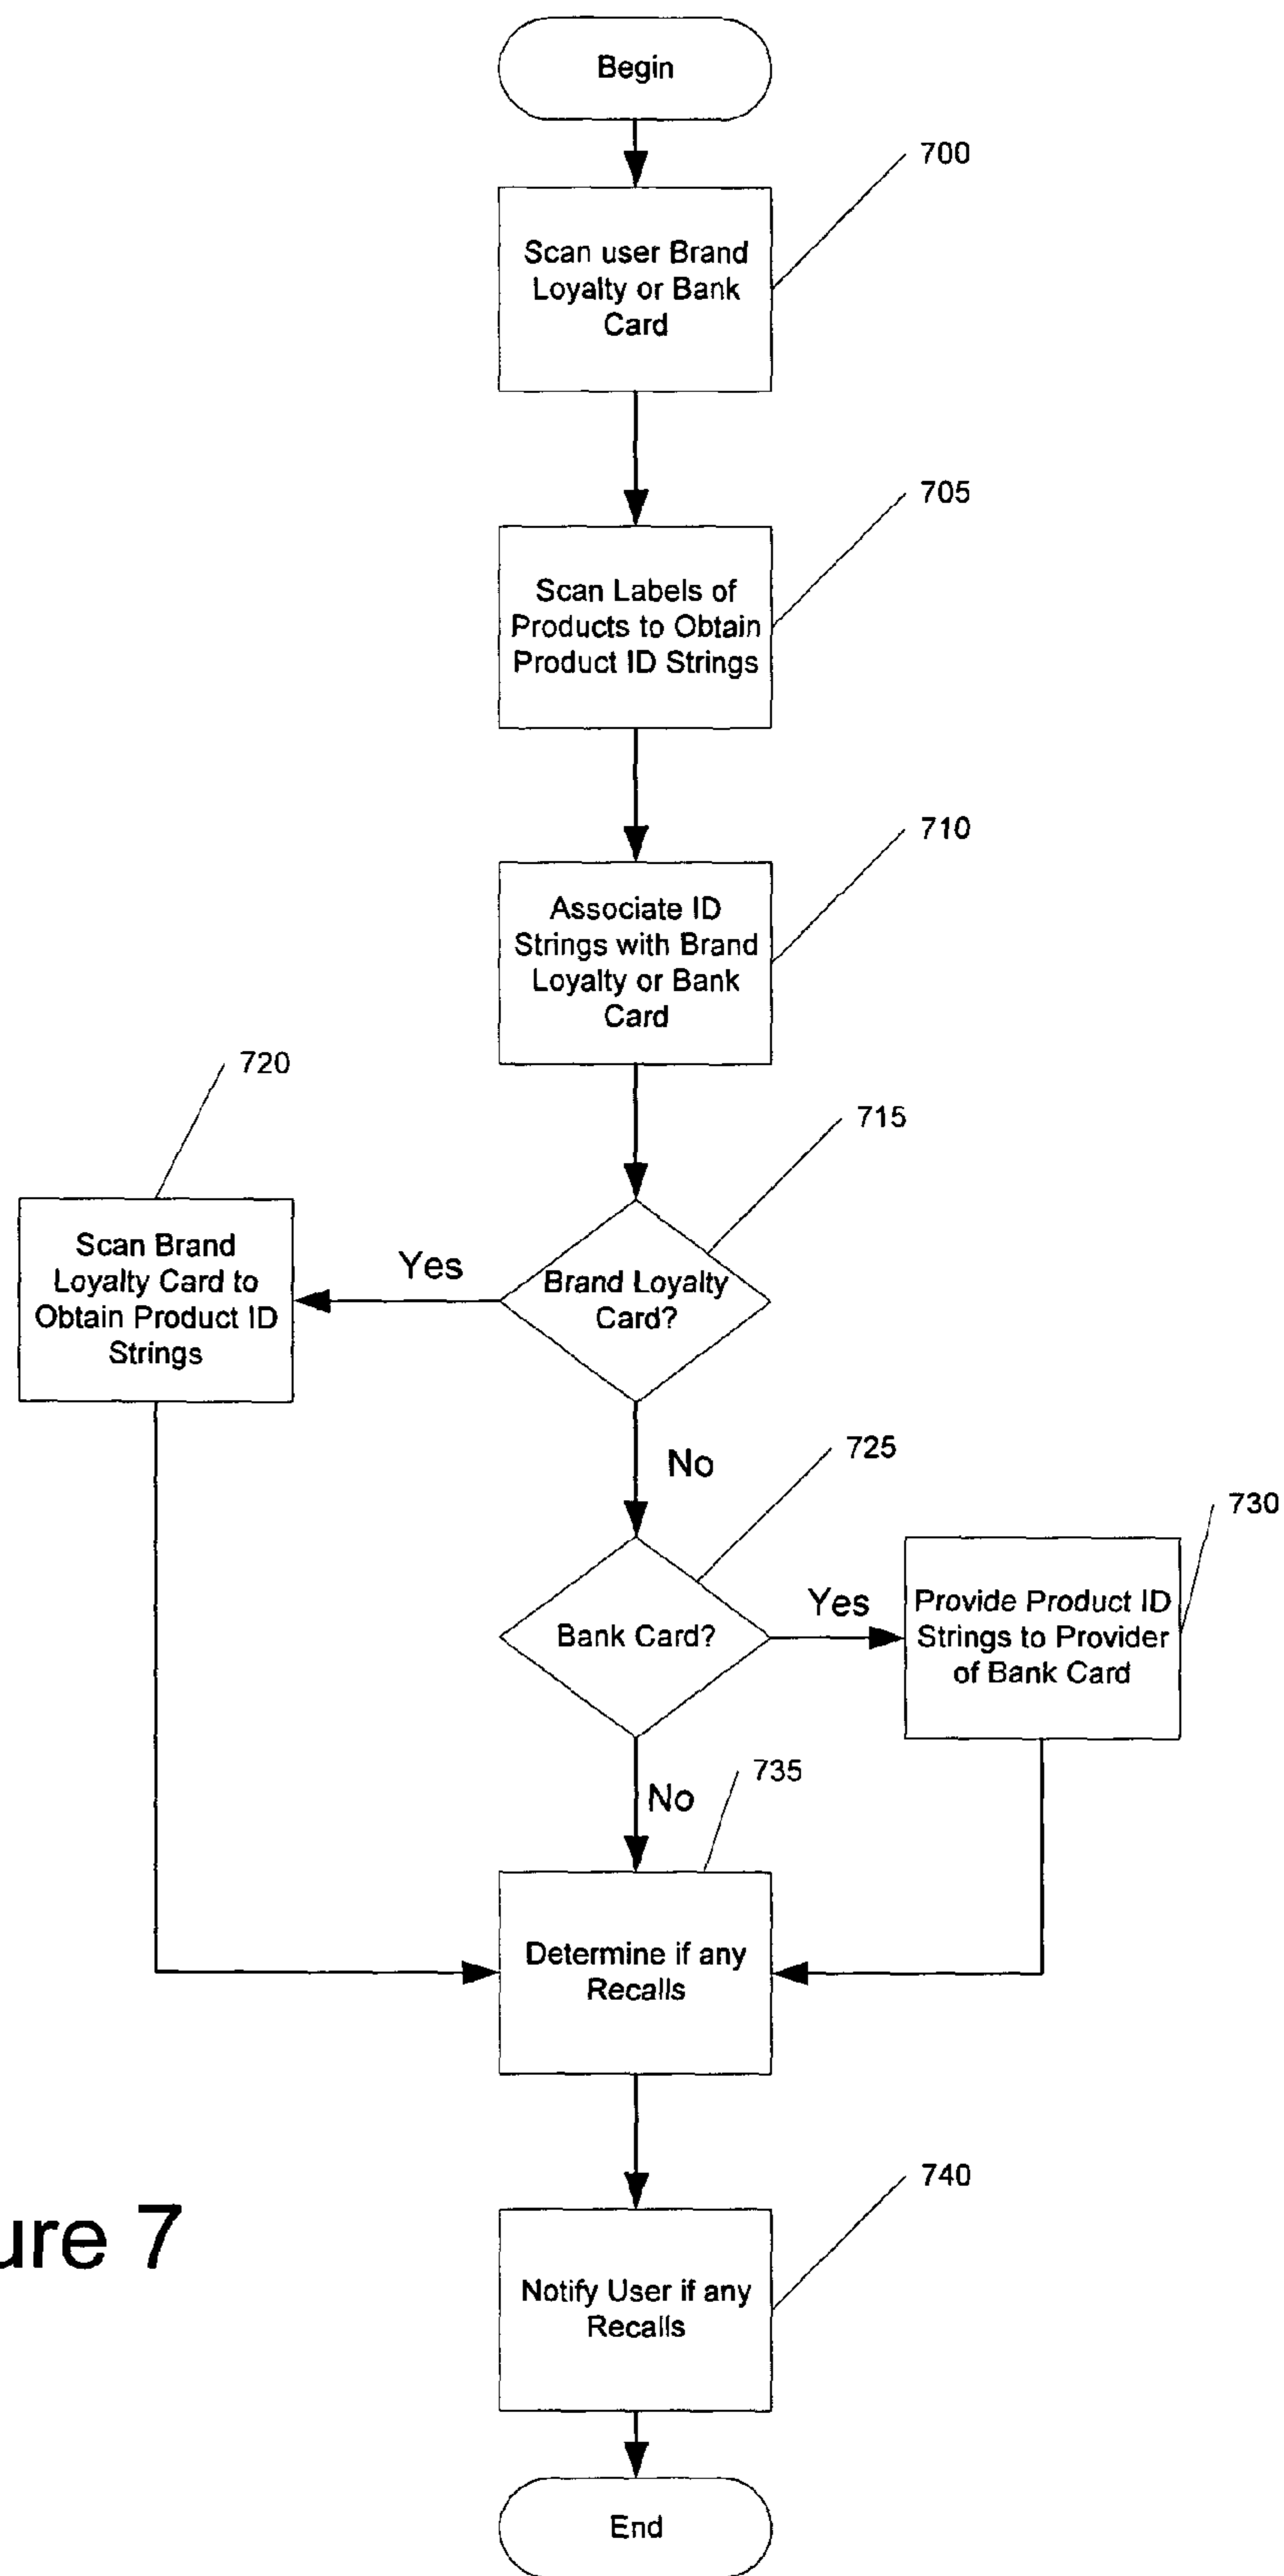 Begin
700
Scan user Brand
Loyalty or Bank
Card
705
Scan Labels of
Products to Obtain
Product ID Strings
710
Associate ID
Strings with Brand
Loyalty or Bank
Card
720
715
Scan Brand
Loyalty Card to
Obtain Product ID
Strings
Yes
Brand Loyalty
Card?
No
725
730
Bank Card?
Yes
Provide Product ID
Strings to Provider
of Bank Card
No
735
Determine if any
Recalls
740
ure 7
Notify User if any
Recalls
End